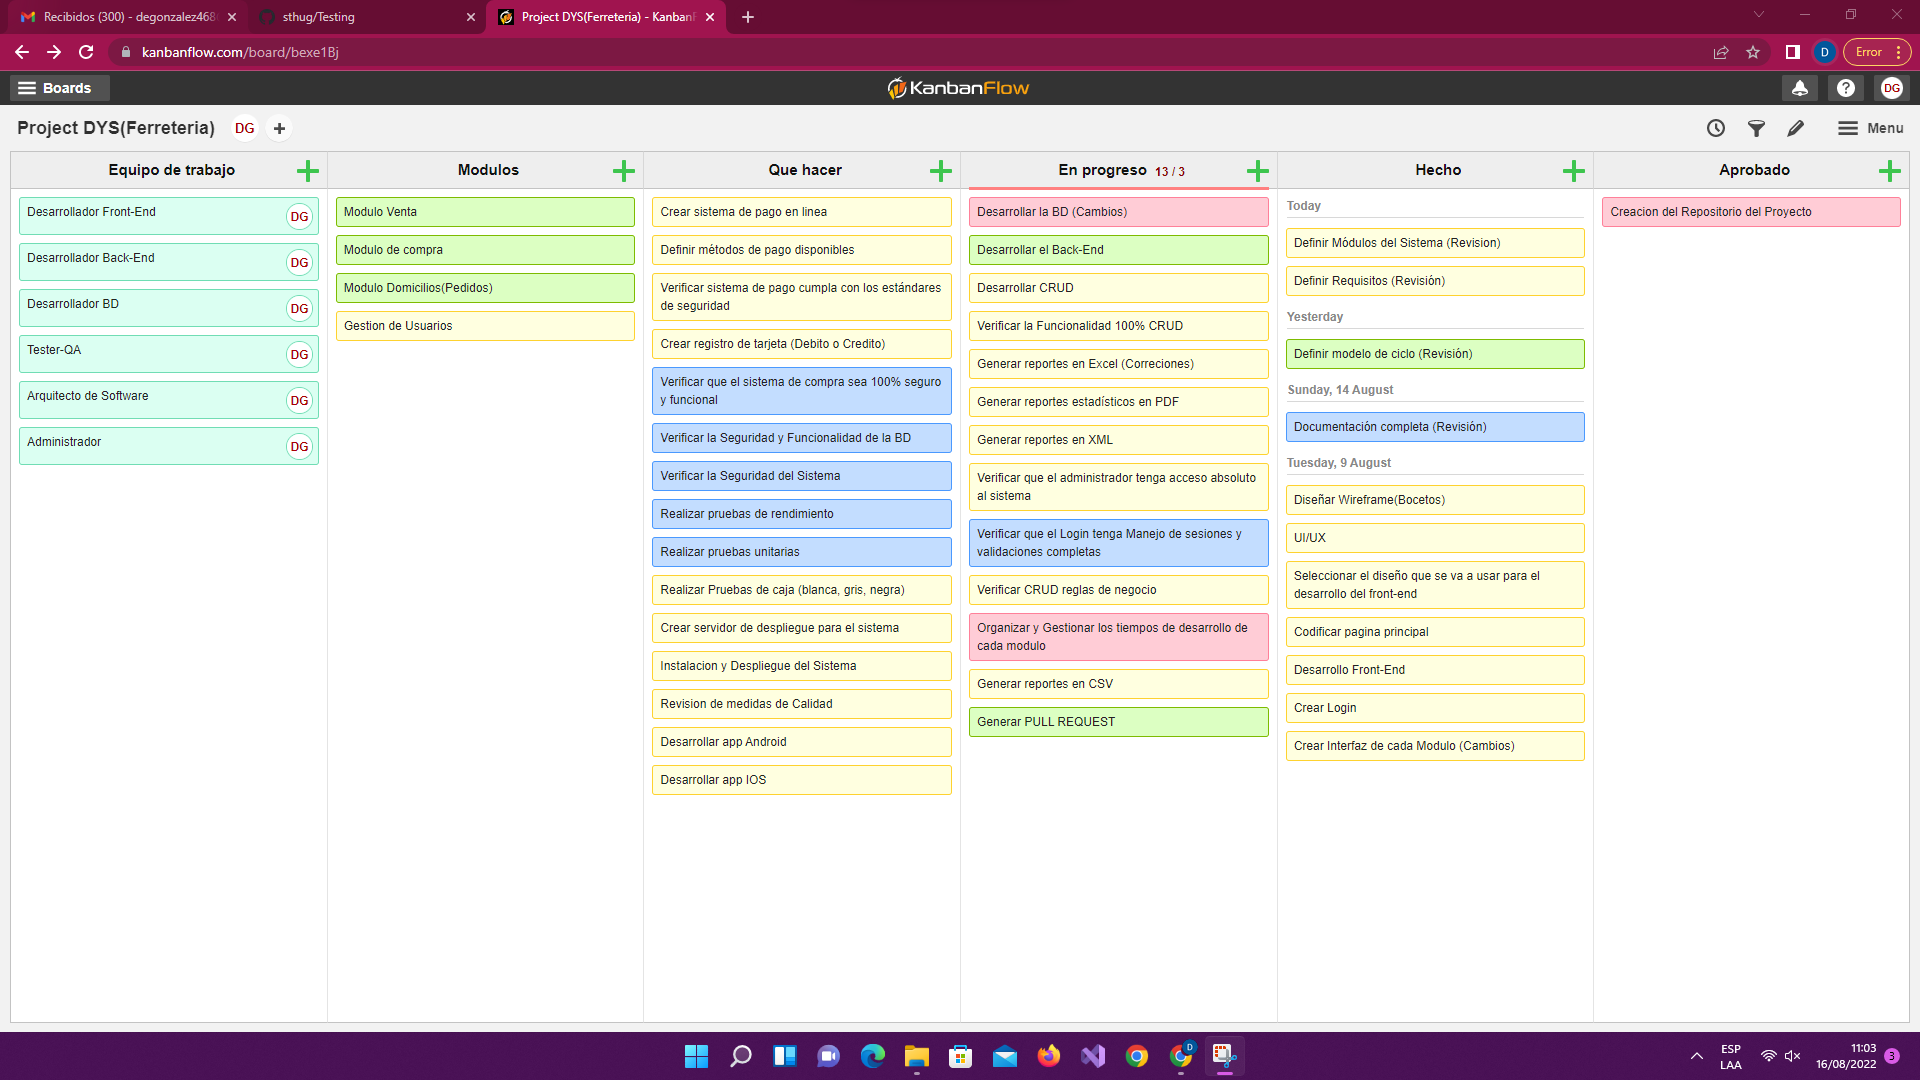 Recibidos (300) - degonzalez468
sthug/Testing
Project DYS(Ferreteria) - Kanban
kanbanflow.com/board/bexe1Bj
D
Error
Boards
KanbanFlow
DG
Project DYS(Ferreteria)
DG
Menu
Equipo de trabajo
Desarrollador Front-End
DG
Desarrollador Back-End
DG
Desarrollador BD
DG
Tester-QA
DG
Arquitecto de Software
DG
Administrador
DG
Modulos
Modulo Venta
Modulo de compra
Modulo Domicilios(Pedidos)
Gestion de Usuarios
Que hacer
Crear sistema de pago en linea
Definir métodos de pago disponibles
Verificar sistema de pago cumpla con los estándares
de seguridad
Crear registro de tarjeta (Debito o Credito)
Verificar que el sistema de compra sea 100% seguro
y funcional
Verificar la Seguridad y Funcionalidad de la BD
Verificar la Seguridad del Sistema
Realizar pruebas de rendimiento
Realizar pruebas unitarias
Realizar Pruebas de caja (blanca, gris, negra)
Crear servidor de despliegue para el sistema
Instalacion y Despliegue del Sistema
Revision de medidas de Calidad
Desarrollar app Android
Desarrollar app IOS
En progreso 13 / 3
Desarrollar la BD (Cambios)
Desarrollar el Back-End
Desarrollar CRUD
Verificar la Funcionalidad 100% CRUD
Generar reportes en Excel (Correciones)
Generar reportes estadísticos en PDF
Generar reportes en XML
Verificar que el administrador tenga acceso absoluto
al sistema
Verificar que el Login tenga Manejo de sesiones y
validaciones completas
Verificar CRUD reglas de negocio
Organizar y Gestionar los tiempos de desarrollo de
cada modulo
Generar reportes en CSV
Generar PULL REQUEST
Hecho
Today
Definir Módulos del Sistema (Revision)
Definir Requisitos (Revisión)
Yesterday
Definir modelo de ciclo (Revisión)
Sunday, 14 August
Documentación completa (Revisión)
Tuesday, 9 August
Diseñar Wireframe(Bocetos)
UI/UX
Seleccionar el diseño que se va a usar para el
desarrollo del front-end
Codificar pagina principal
Desarrollo Front-End
Crear Login
Crear Interfaz de cada Modulo (Cambios)
Aprobado
Creacion del Repositorio del Proyecto
D
ESP
LAA
11:03
16/08/2022
3